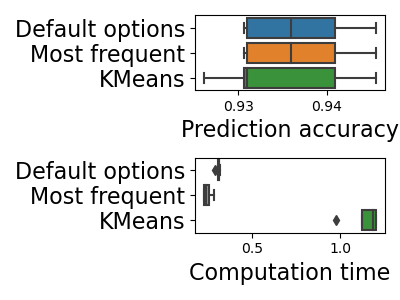 Default options
Most frequent
KMeans
0.93 0.94
Prediction accuracy
Default options
Most frequent
KMeans
0.5 1.0
Computation time